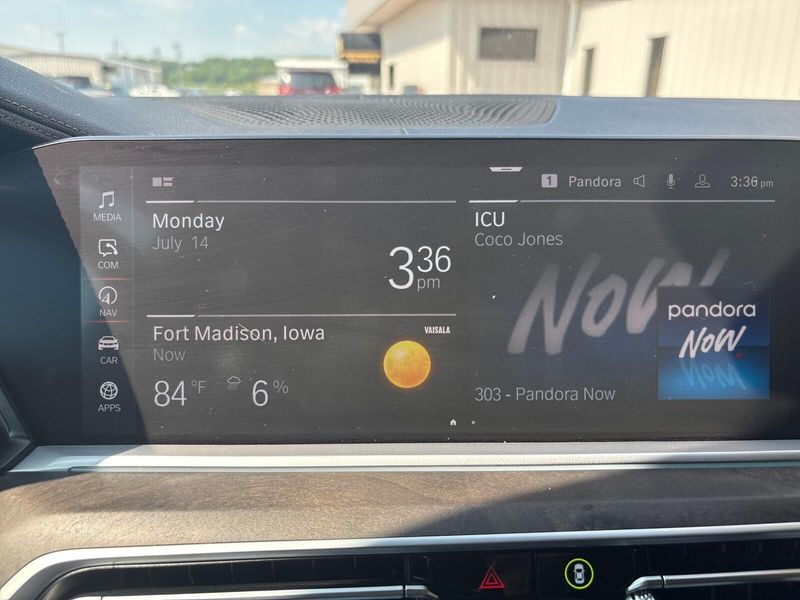 1 Pandora 3:36 pm
MEDIA
COM
NAV
CAR
APPS
Monday
July 14
3 36 pm
Fort Madison, Iowa
VAISALA
Now
84 °F 6 %
ICU
Coco Jones
Now
pandora
NOW
303 - Pandora Now